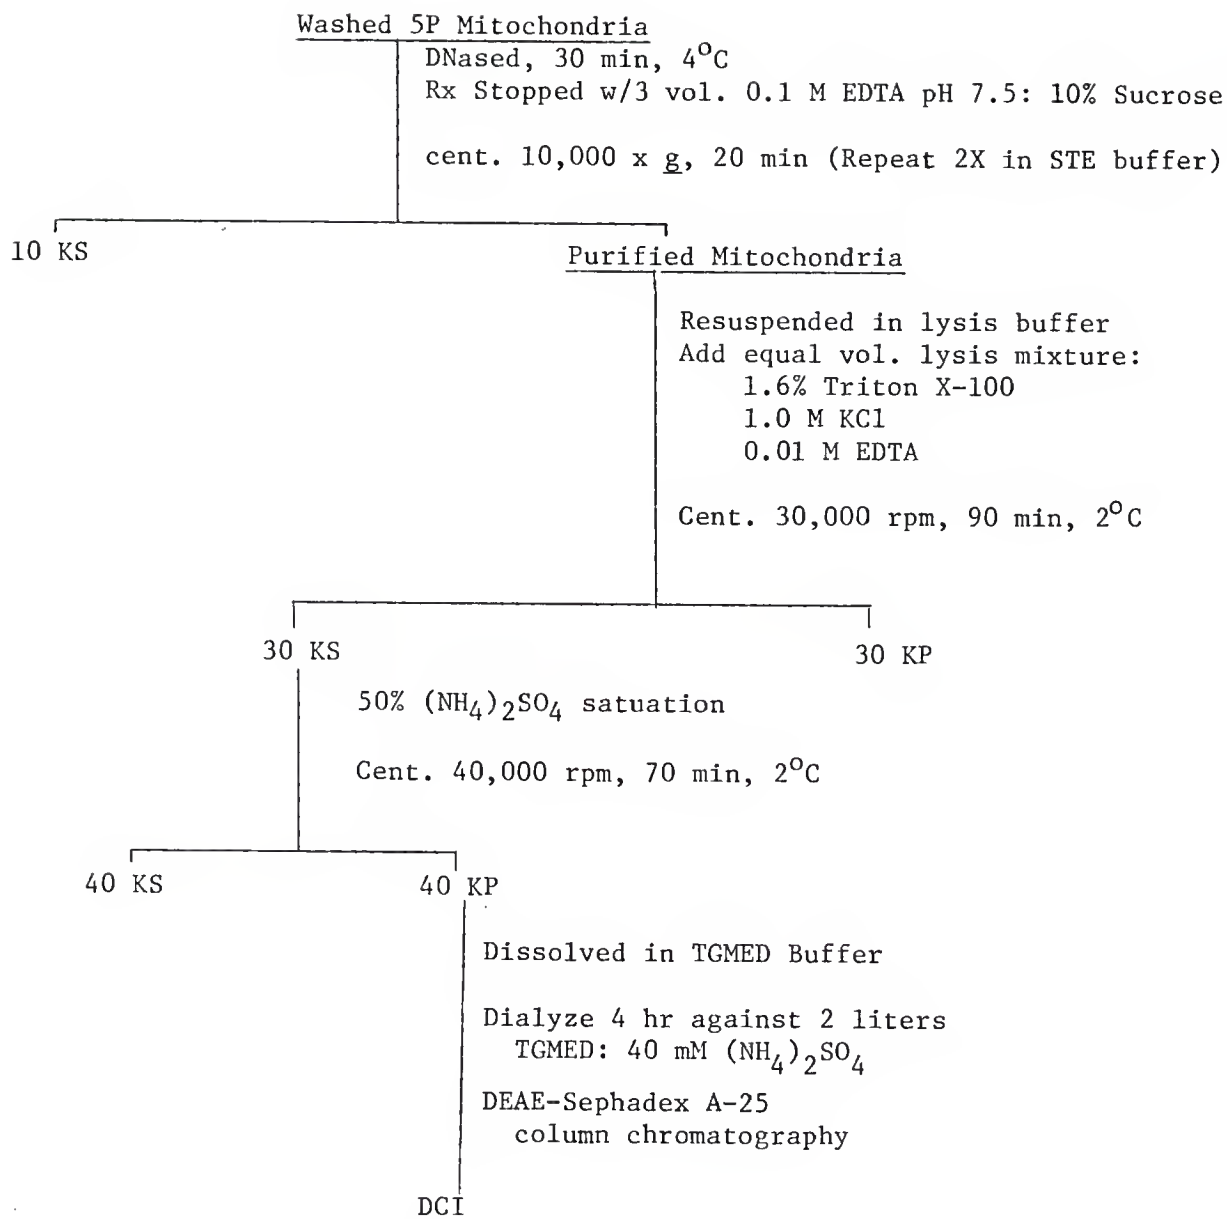 Washed 5P Mitochondria
DNased, 30 min, 4°C
Rx Stopped w/3 vol. 0.1 M EDTA pH 7.5: 10% Sucrose
cent. 10,000 x g, 20 min (Repeat 2X in STE buffer)
10 KS
Purified Mitochondria
Resuspended in lysis buffer
Add equal vol. lysis mixture:
1.6% Triton X-100
1.0 M KCl
0.01 M EDTA
Cent. 30,000 rpm, 90 min, 2°C
30 KS
30 KP
50% (NH4)2SO4 satuation
Cent. 40,000 rpm, 70 min, 2°C
40 KS
40 KP
Dissolved in TGMED Buffer
Dialyze 4 hr against 2 liters
TGMED: 40 mM (NH4)2SO4
DEAE-Sephadex A-25
column chromatography
DCI